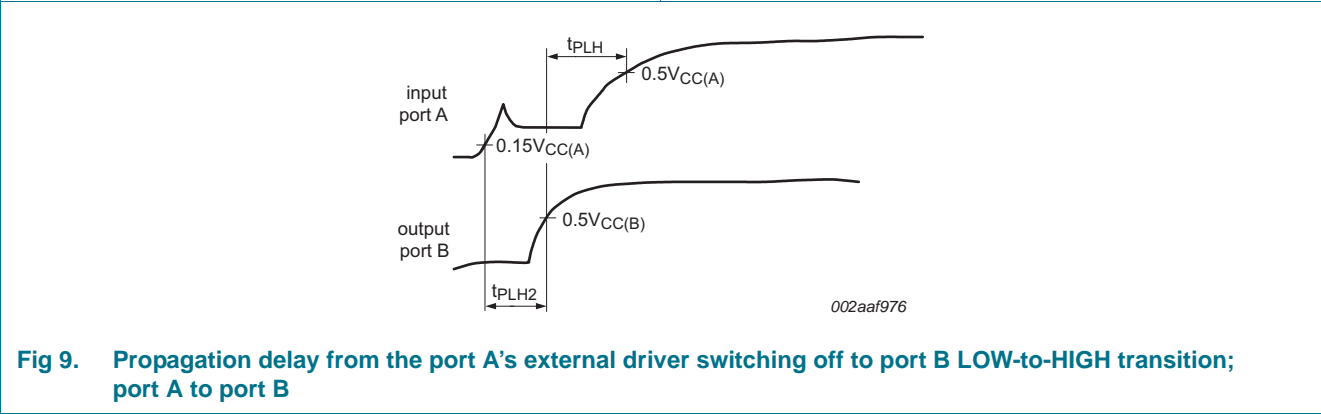 tPLH
0.5VCC(A)
input
port A
0.15VCC(A)
0.5VCC(B)
output
port B
tPLH2
002aaf976
Fig 9. Propagation delay from the port A’s external driver switching off to port B LOW-to-HIGH transition;
port A to port B